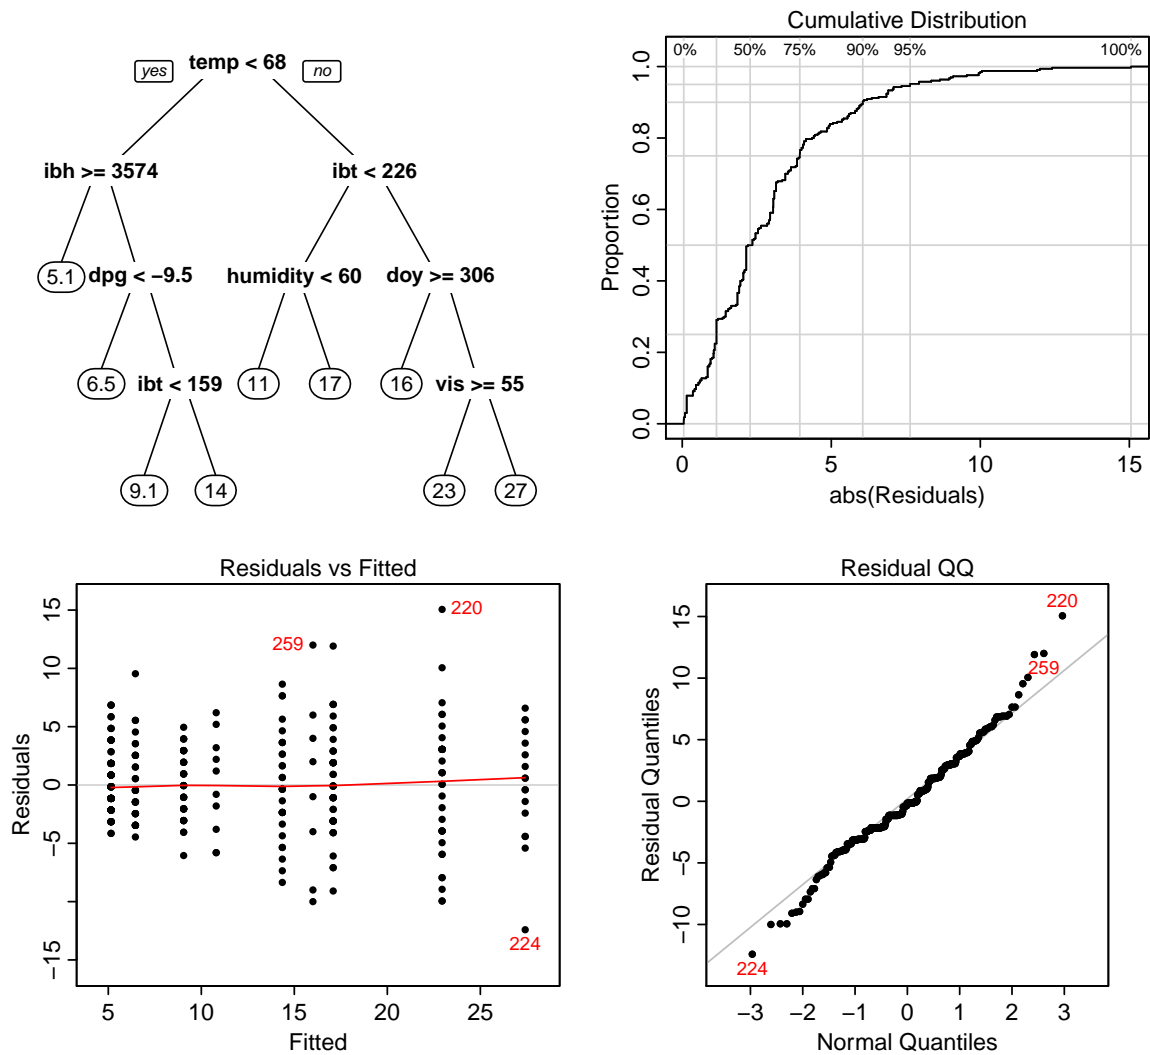 temp < 68
yes
no
ibh >= 3574
ibt < 226
5.1
dpg < −9.5
humidity < 60
doy >= 306
6.5
ibt < 159
11
17
16
vis >= 55
9.1
14
23
27
Cumulative Distribution
0% 50% 75% 90% 95% 100%
1.0
0.8
0.6
0.4
0.2
0.0
Proportion
0 5 10 15
abs(Residuals)
Residuals vs Fitted
15
10
5
0
−5
−15
Residuals
220
259
224
5 10 15 20 25
Fitted
Residual QQ
15
10
5
0
−5
−10
Residual Quantiles
220
259
224
−3 −2 −1 0 1 2 3
Normal Quantiles